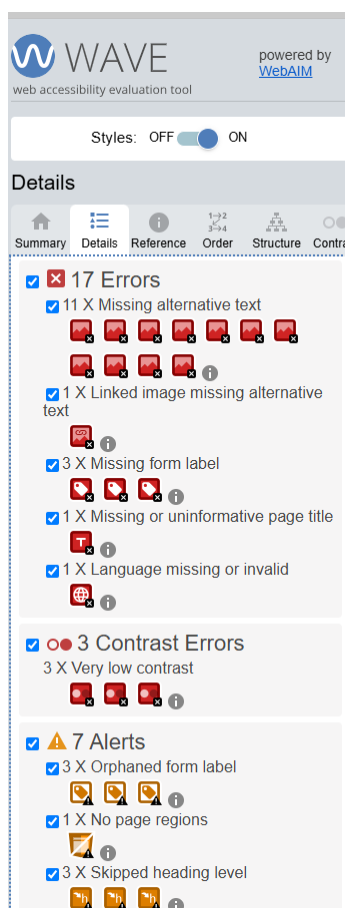 WAVE
powered by
WebAIM
web accessibility evaluation tool
Styles: OFF ON
Details
Summary Details Reference Order Structure Contra
17 Errors
11 X Missing alternative text
1 X Linked image missing alternative
text
3 X Missing form label
1 X Missing or uninformative page title
1 X Language missing or invalid
3 Contrast Errors
3 X Very low contrast
7 Alerts
3 X Orphaned form label
1 X No page regions
3 X Skipped heading level